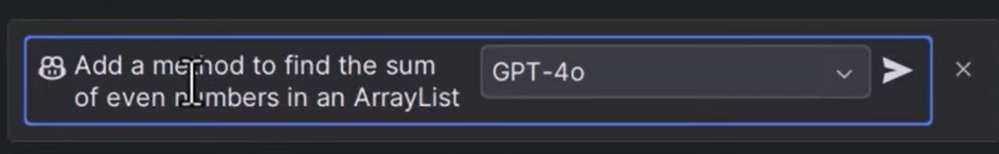 Add a method to find the sum
of even numbers in an ArrayList
GPT-4o